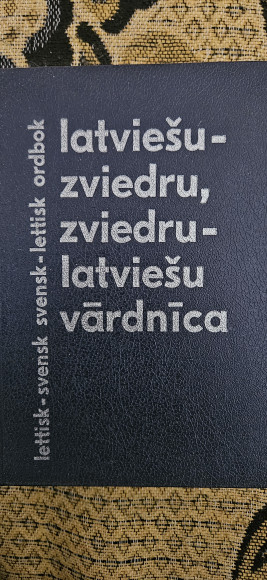 latviešu-
zviedru,
zviedru-
latviešu
vārdnīca
lettisk-svensk svensk-lettisk ordbok